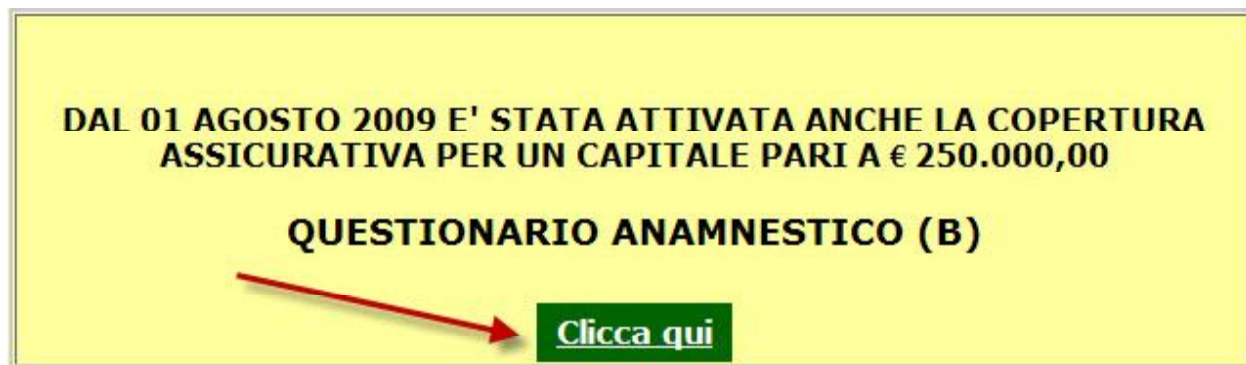 DAL 01 AGOSTO 2009 E' STATA ATTIVATA ANCHE LA COPERTURA
ASSICURATIVA PER UN CAPITALE PARI A € 250.000,00
QUESTIONARIO ANAMNESTICO (B)
Clicca qui